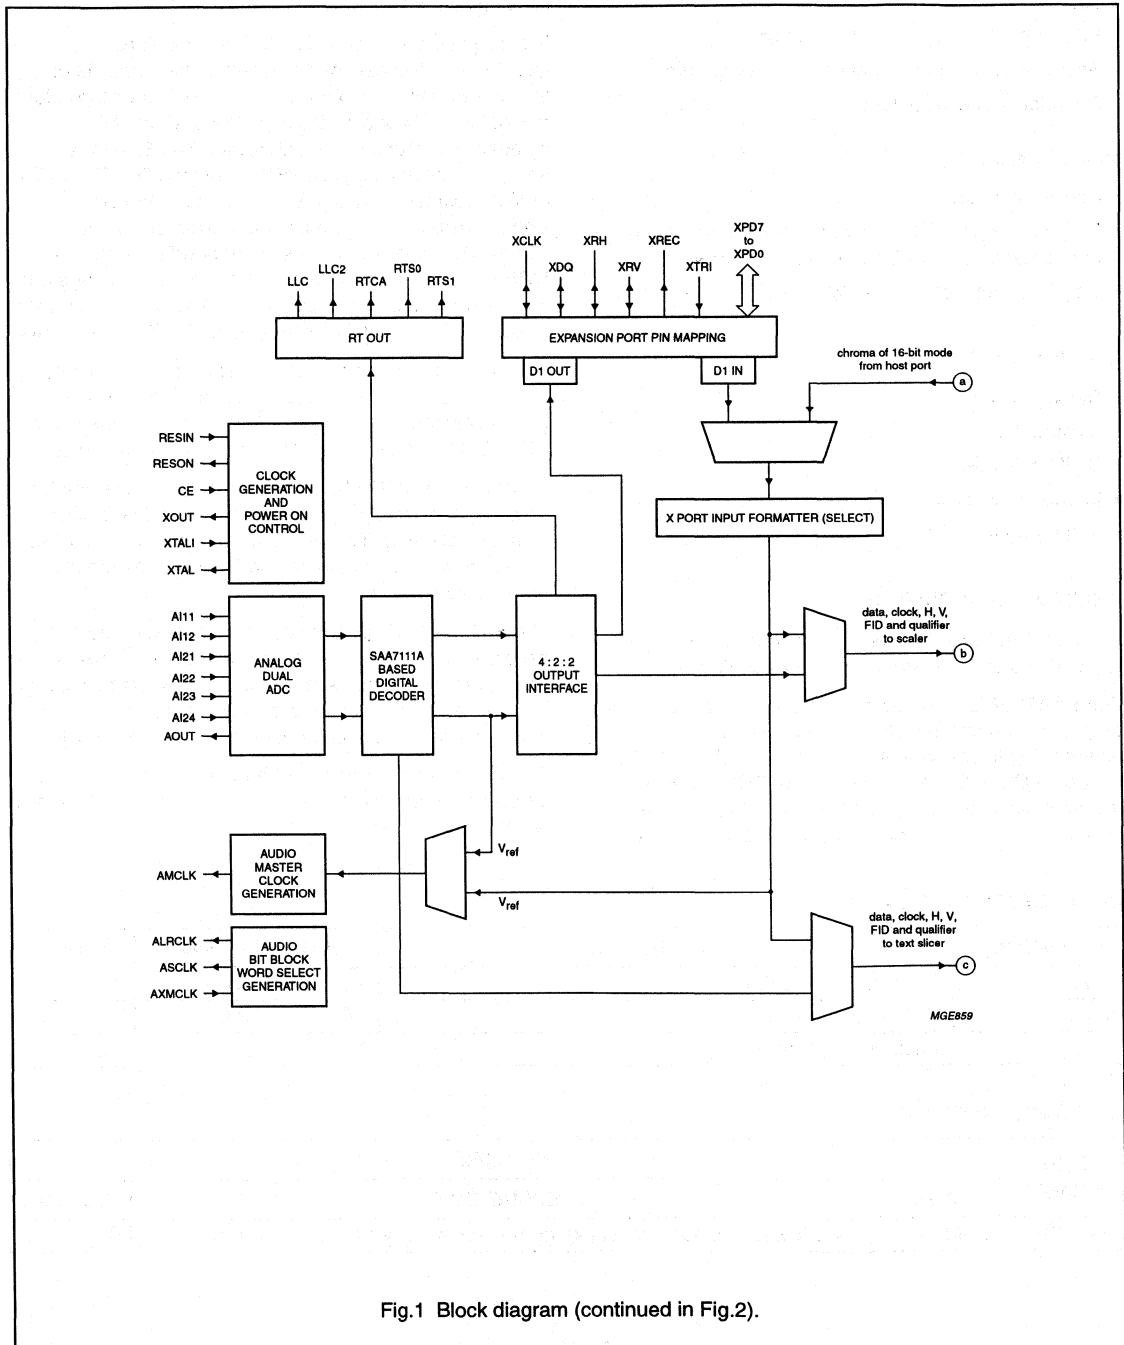 XPD7
to
XPD0
XCLK
XRH
XREC
XDQ
XRV
XTRI
LLC
LLC2
RTCA
RTS0
RTS1
RT OUT
EXPANSION PORT PIN MAPPING
D1 OUT
D1 IN
chroma of 16-bit mode
from host port
a
RESIN
RESON
CE
XOUT
XTALI
XTAL
CLOCK
GENERATION
AND
POWER ON
CONTROL
X PORT INPUT FORMATTER (SELECT)
AI11
AI12
AI21
AI22
AI23
AI24
AOUT
ANALOG
DUAL
ADC
SAA7111A
BASED
DIGITAL
DECODER
4 : 2 : 2
OUTPUT
INTERFACE
data, clock, H, V,
FID and qualifier
to scaler
b
Vref
Vref
AMCLK
AUDIO
MASTER
CLOCK
GENERATION
ALRCLK
ASCLK
AXMCLK
AUDIO
BIT BLOCK
WORD SELECT
GENERATION
data, clock, H, V,
FID and qualifier
to text slicer
c
MGE859
Fig.1 Block diagram (continued in Fig.2).